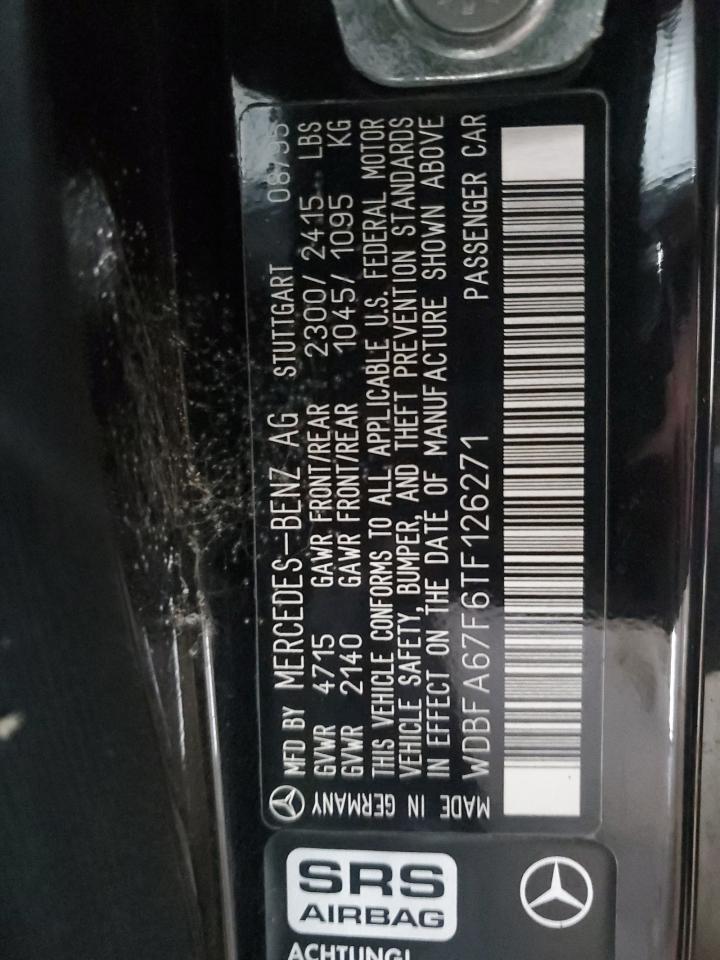 MFD BY MERCEDES-BENZ AG STUTTGART 08/95
GVWR 4715 GAWR FRONT/REAR 2300/ 2415 LBS
GVWR 2140 GAWR FRONT/REAR 1045/ 1095 KG
THIS VEHICLE CONFORMS TO ALL APPLICABLE U.S. FEDERAL MOTOR
VEHICLE SAFETY, BUMPER, AND THEFT PREVENTION STANDARDS
IN EFFECT ON THE DATE OF MANUFACTURE SHOWN ABOVE
WDBFA67F6TF126271 PASSENGER CAR
MADE IN GERMANY
SRS
AIRBAG
ACHTUNG!